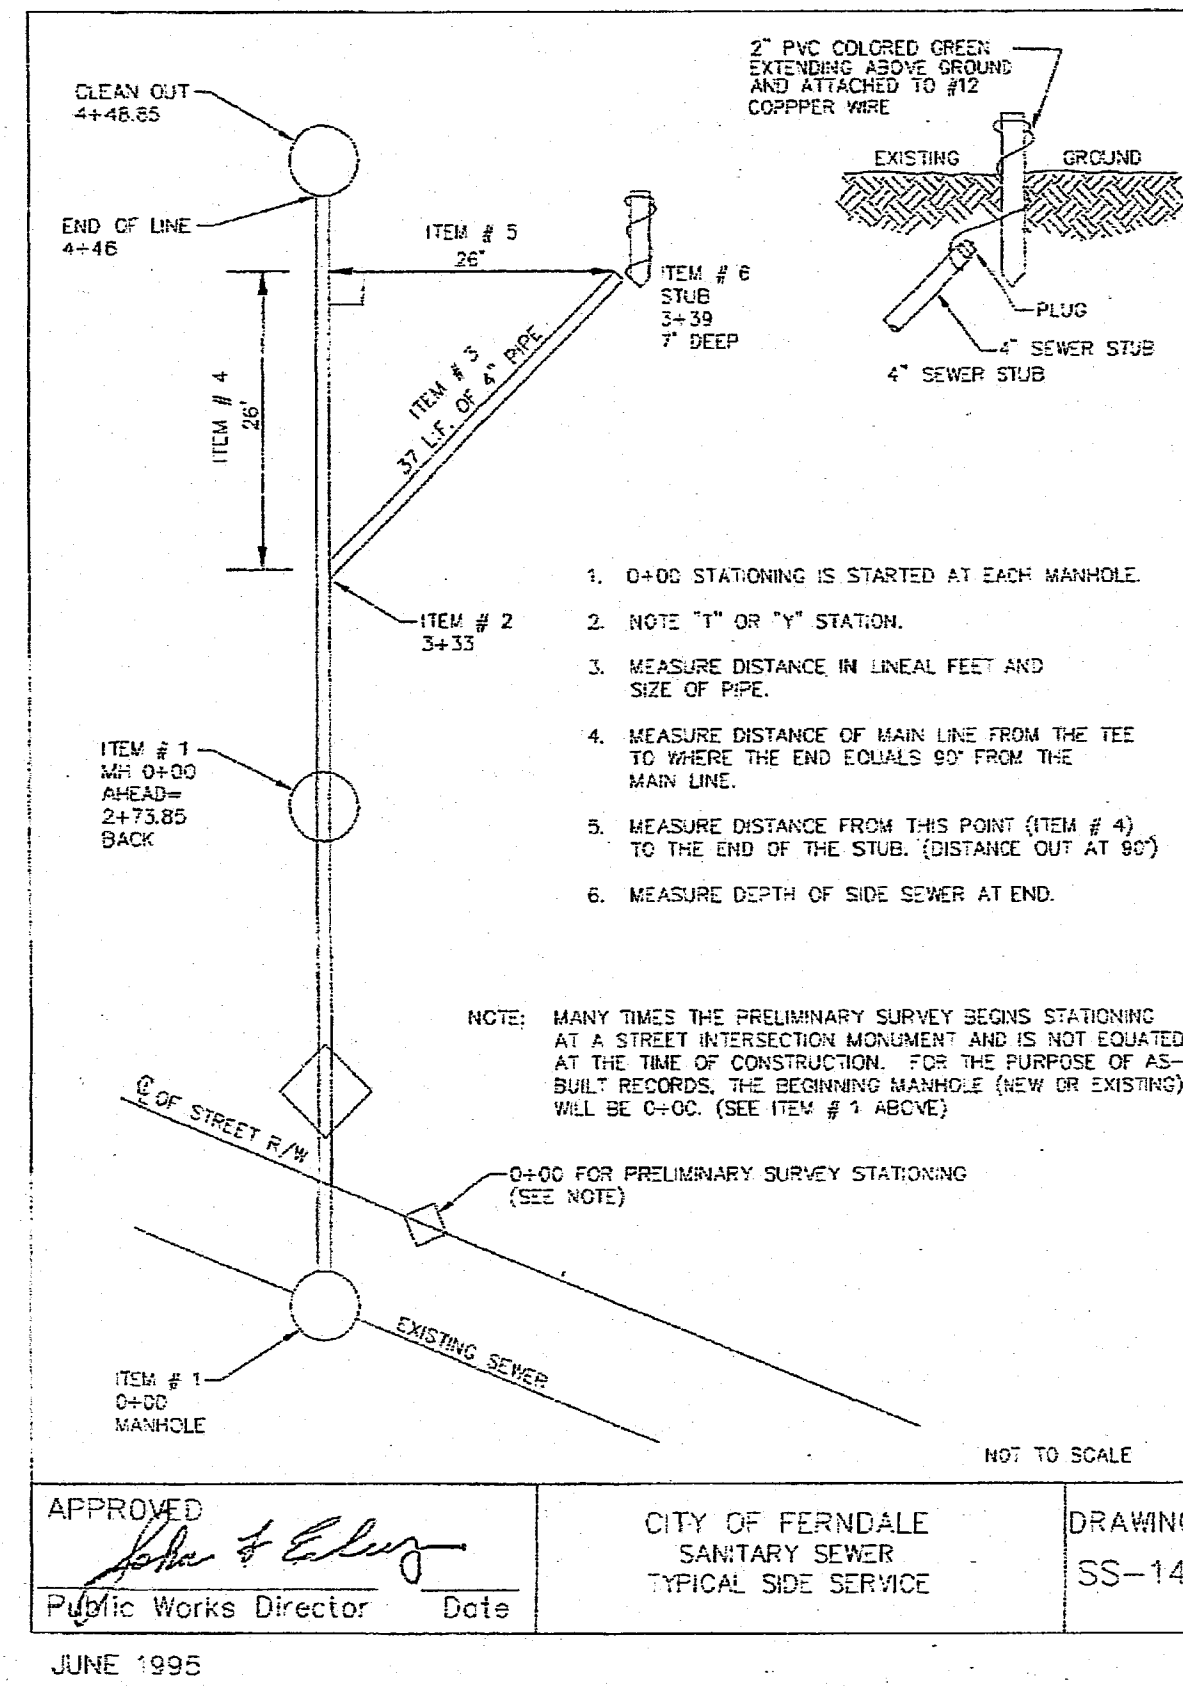 2" PVC COLORED GREEN
EXTENDING ABOVE GROUND
AND ATTACHED TO #12
COPPPER WIRE
CLEAN OUT
4+48.85
EXISTING
GROUND
END OF LINE
4+46
ITEM # 5
26'
ITEM # 6
STUB
3+39
7' DEEP
PLUG
4" SEWER STUB
4" SEWER STUB
ITEM # 4
26'
ITEM # 3
37 L.F. OF 4" PIPE
ITEM # 2
3+33
1. 0+00 STATIONING IS STARTED AT EACH MANHOLE.
2. NOTE "T" OR "Y" STATION.
3. MEASURE DISTANCE IN LINEAL FEET AND
SIZE OF PIPE.
4. MEASURE DISTANCE OF MAIN LINE FROM THE TEE
TO WHERE THE END EQUALS 90° FROM THE
MAIN LINE.
5. MEASURE DISTANCE FROM THIS POINT (ITEM # 4)
TO THE END OF THE STUB. (DISTANCE OUT AT 90°)
6. MEASURE DEPTH OF SIDE SEWER AT END.
ITEM # 1
MH 0+00
AHEAD=
2+73.85
BACK
NOTE: MANY TIMES THE PRELIMINARY SURVEY BEGINS STATIONING
AT A STREET INTERSECTION MONUMENT AND IS NOT EQUATED
AT THE TIME OF CONSTRUCTION. FOR THE PURPOSE OF AS-
BUILT RECORDS, THE BEGINNING MANHOLE (NEW OR EXISTING)
WILL BE 0+00. (SEE ITEM # 1 ABOVE)
℄ OF STREET R/W
0+00 FOR PRELIMINARY SURVEY STATIONING
(SEE NOTE)
EXISTING SEWER
ITEM # 1
0+00
MANHOLE
NOT TO SCALE
APPROVED
Public Works Director Date
CITY OF FERNDALE
SANITARY SEWER
TYPICAL SIDE SERVICE
DRAWING
SS-14
JUNE 1995